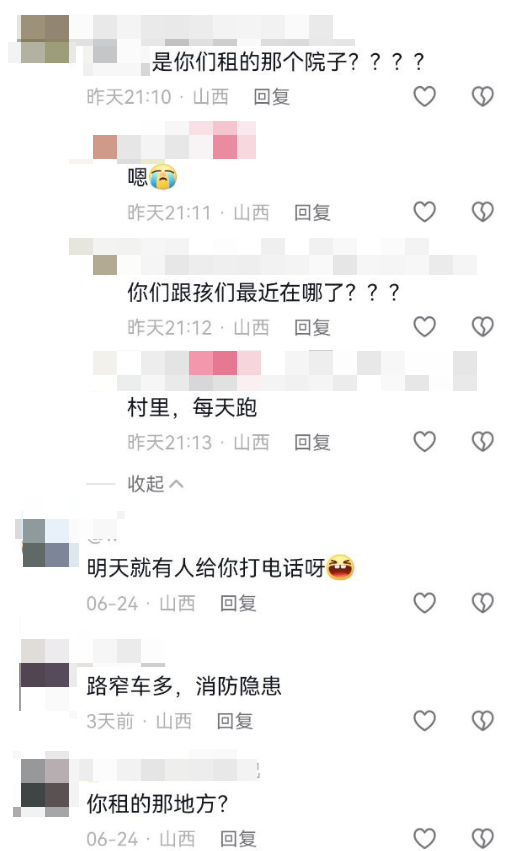 是你们租的那个院子？？？？
昨天21:10 · 山西 回复
嗯😭
昨天21:11 · 山西 回复
你们跟孩们最近在哪了？？？
昨天21:12 · 山西 回复
村里，每天跑
昨天21:13 · 山西 回复
收起
明天就有人给你打电话呀
06-24 · 山西 回复
路窄车多，消防隐患
3天前 · 山西 回复
你租的那地方？
06-24 · 山西 回复